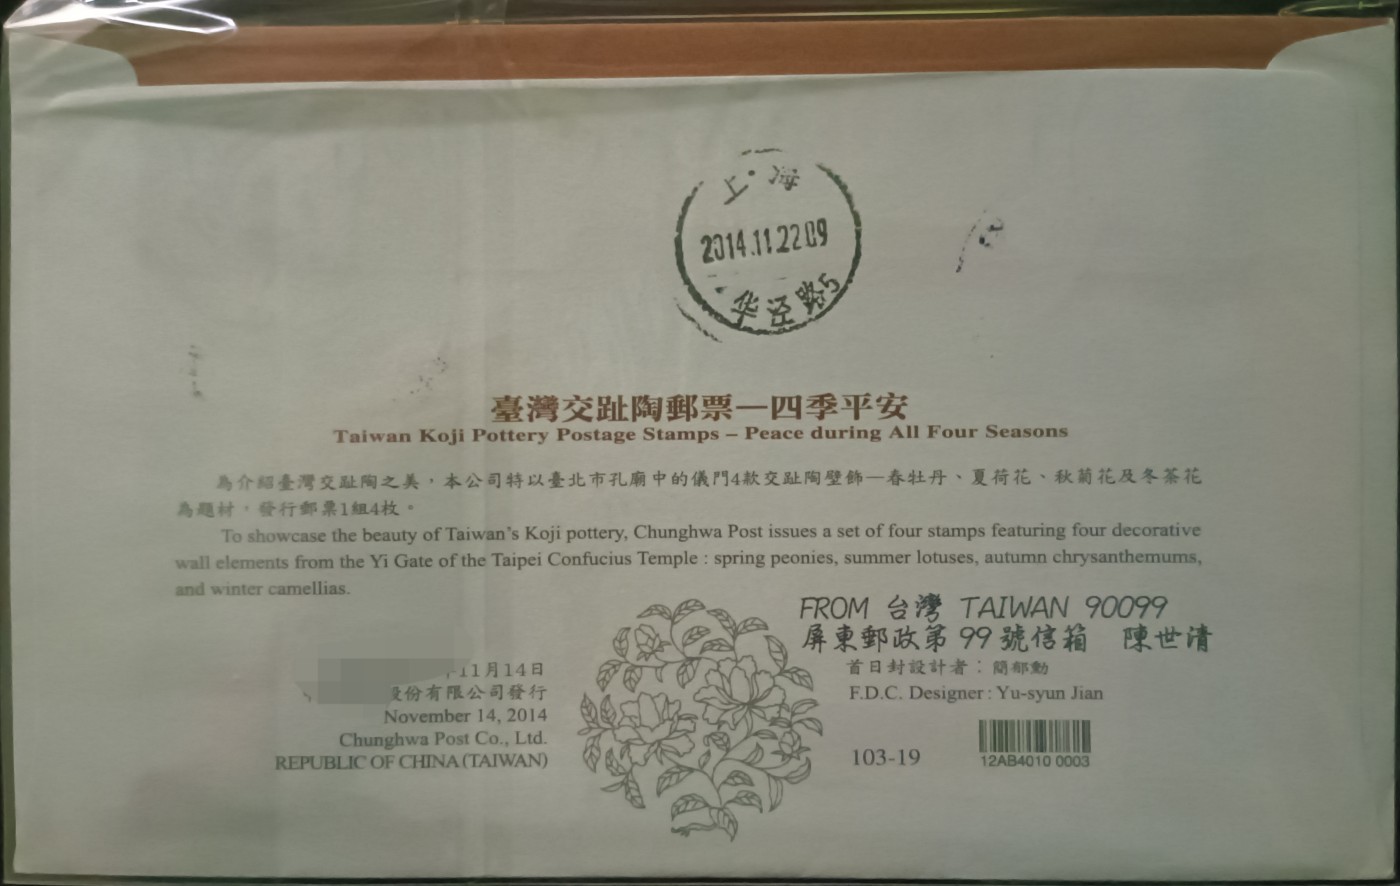 上海
2014.11.22 09
华泾路5
臺灣交趾陶郵票—四季平安
Taiwan Koji Pottery Postage Stamps – Peace during All Four Seasons
為介紹臺灣交趾陶之美，本公司特以臺北市孔廟中的儀門4款交趾陶壁飾—春牡丹、夏荷花、秋菊花及冬茶花
為題材，發行郵票1組4枚。
To showcase the beauty of Taiwan's Koji pottery, Chunghwa Post issues a set of four stamps featuring four decorative
wall elements from the Yi Gate of the Taipei Confucius Temple : spring peonies, summer lotuses, autumn chrysanthemums,
and winter camellias.
FROM 台灣 TAIWAN 90099
屏東郵政第 99 號信箱 陳世清
11月14日
股份有限公司發行
November 14, 2014
Chunghwa Post Co., Ltd.
REPUBLIC OF CHINA (TAIWAN)
首日封設計者：簡郁勳
F.D.C. Designer : Yu-syun Jian
103-19
12AB4010 0003